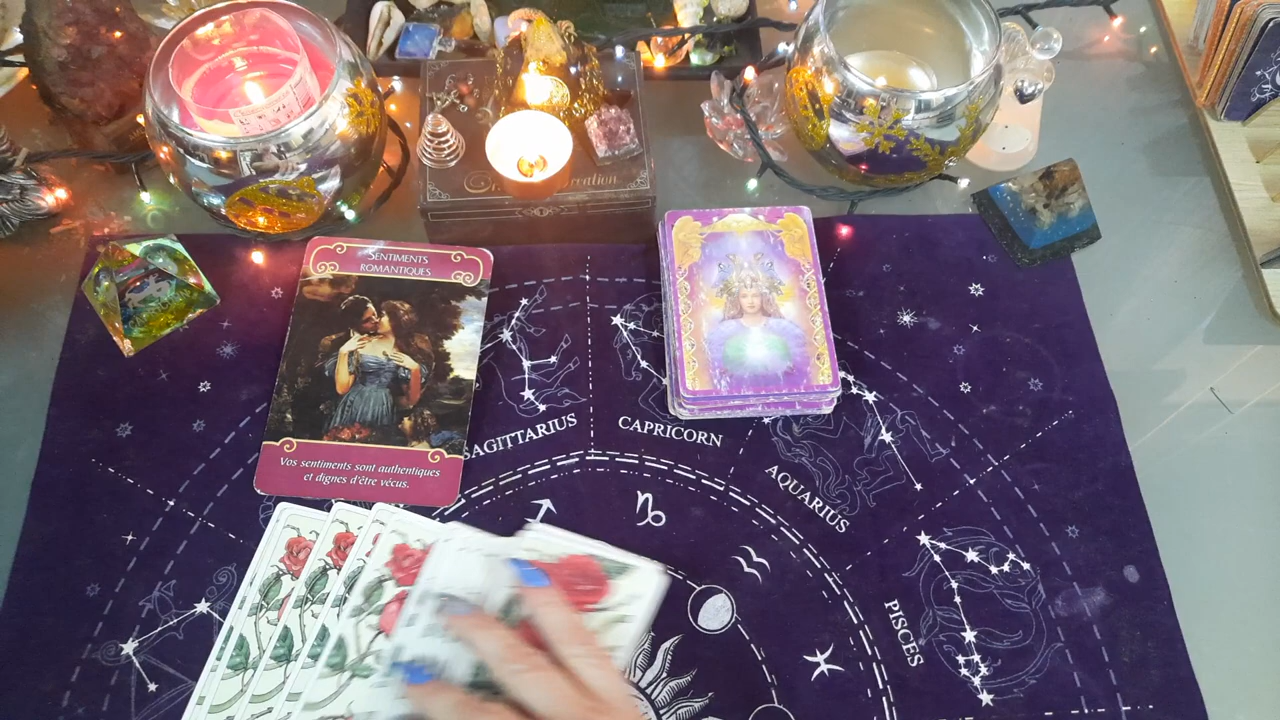 SENTIMENTS
ROMANTIQUES
Vos sentiments sont authentiques
et dignes d'être vécus.
SAGITTARIUS
CAPRICORN
AQUARIUS
PISCES